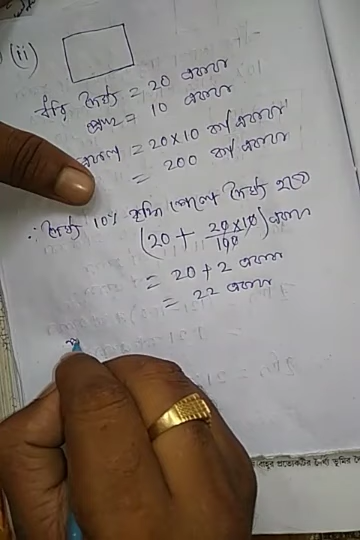 (ii)
ধরি দৈর্ঘ্য = 20 একক
প্রস্থ = 10 একক
= 20×10 বর্গ একক
= 200 বর্গ একক
∴ দৈর্ঘ্য 10% বৃদ্ধি পেলে দৈর্ঘ্য হবে
(20 + 20×10/100) একক
= 20 + 2 একক
= 22 একক